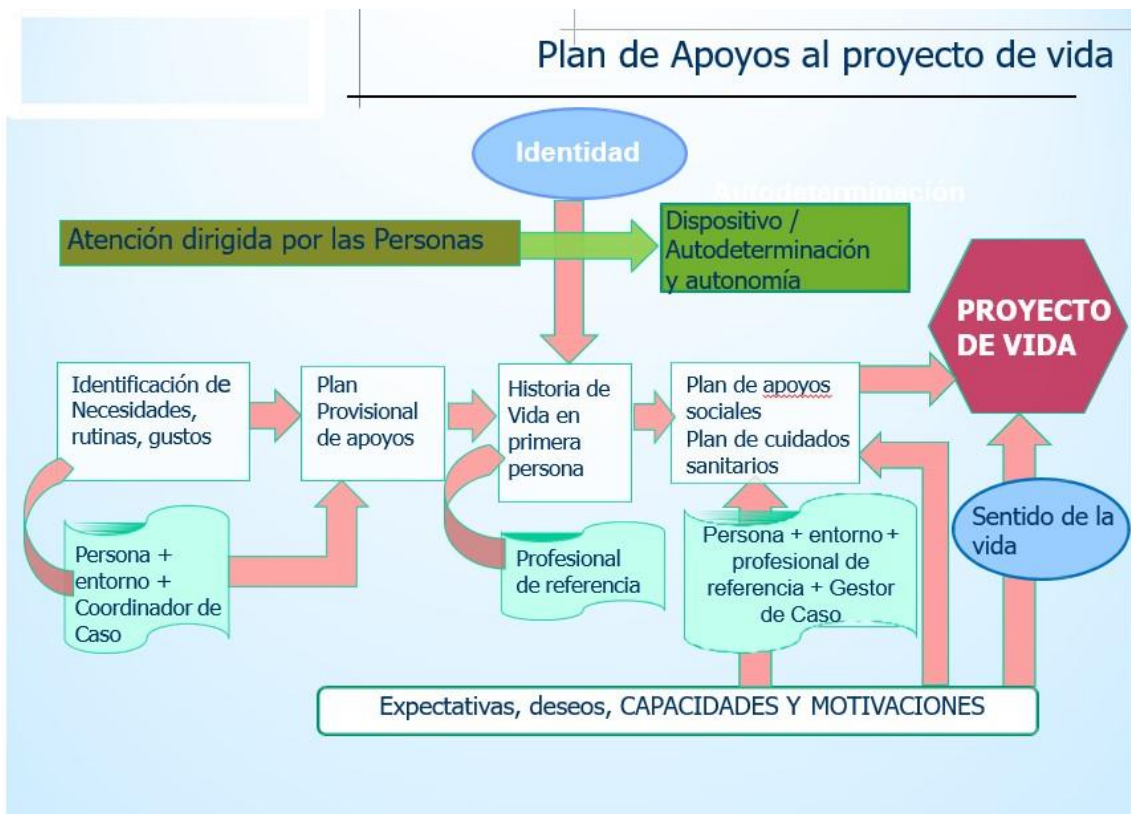 Plan de Apoyos al proyecto de vida
Identidad
Autodeterminación
Atención dirigida por las Personas
Dispositivo /
Autodeterminación
y autonomía
PROYECTO
DE VIDA
Identificación de
Necesidades,
rutinas, gustos
Plan
Provisional
de apoyos
Historia de
Vida en
primera
persona
Plan de apoyos
sociales
Plan de cuidados
sanitarios
Persona +
entorno +
Coordinador de
Caso
Profesional
de referencia
Persona + entorno +
profesional de
referencia + Gestor
de Caso
Sentido de la
vida
Expectativas, deseos, CAPACIDADES Y MOTIVACIONES